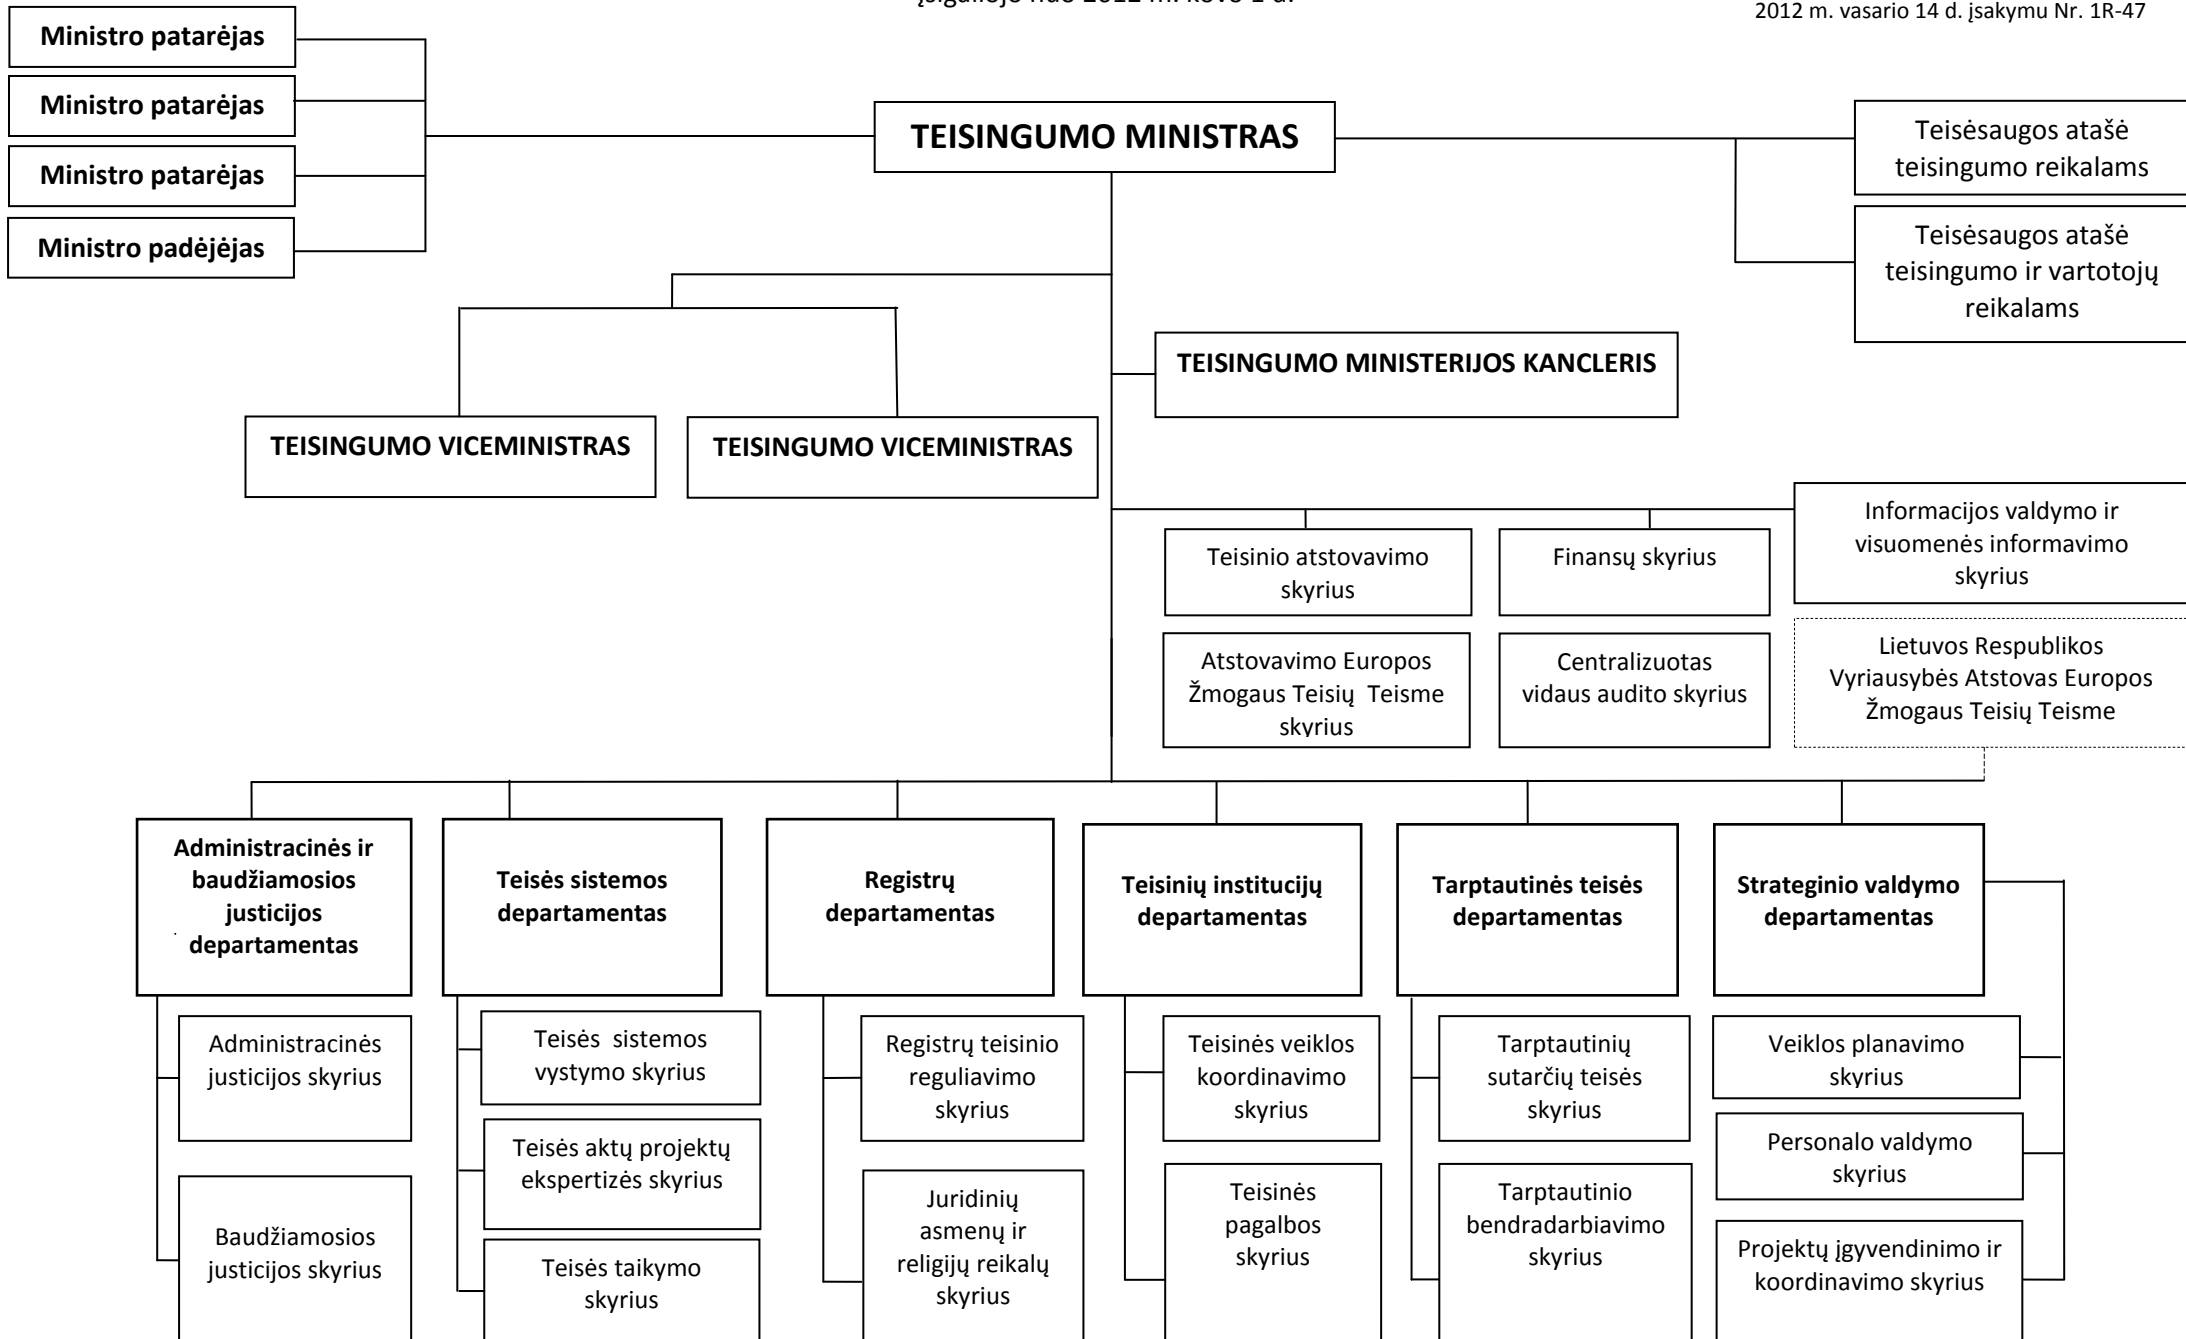 įsigaliojo nuo 2012 m. kovo 1 d.
2012 m. vasario 14 d. įsakymu Nr. 1R-47
Ministro patarėjas
Ministro patarėjas
Ministro patarėjas
Ministro padėjėjas
TEISINGUMO MINISTRAS
Teisėsaugos atašė
teisingumo reikalams
Teisėsaugos atašė
teisingumo ir vartotojų
reikalams
TEISINGUMO MINISTERIJOS KANCLERIS
TEISINGUMO VICEMINISTRAS
TEISINGUMO VICEMINISTRAS
Teisinio atstovavimo
skyrius
Finansų skyrius
Informacijos valdymo ir
visuomenės informavimo
skyrius
Atstovavimo Europos
Žmogaus Teisių Teisme
skyrius
Centralizuotas
vidaus audito skyrius
Lietuvos Respublikos
Vyriausybės Atstovas Europos
Žmogaus Teisių Teisme
Administracinės ir
baudžiamosios
justicijos
departamentas
Teisės sistemos
departamentas
Registrų
departamentas
Teisinių institucijų
departamentas
Tarptautinės teisės
departamentas
Strateginio valdymo
departamentas
Administracinės
justicijos skyrius
Baudžiamosios
justicijos skyrius
Teisės sistemos
vystymo skyrius
Teisės aktų projektų
ekspertizės skyrius
Teisės taikymo
skyrius
Registrų teisinio
reguliavimo
skyrius
Juridinių
asmenų ir
religijų reikalų
skyrius
Teisinės veiklos
koordinavimo
skyrius
Teisinės
pagalbos
skyrius
Tarptautinių
sutarčių teisės
skyrius
Tarptautinio
bendradarbiavimo
skyrius
Veiklos planavimo
skyrius
Personalo valdymo
skyrius
Projektų įgyvendinimo ir
koordinavimo skyrius